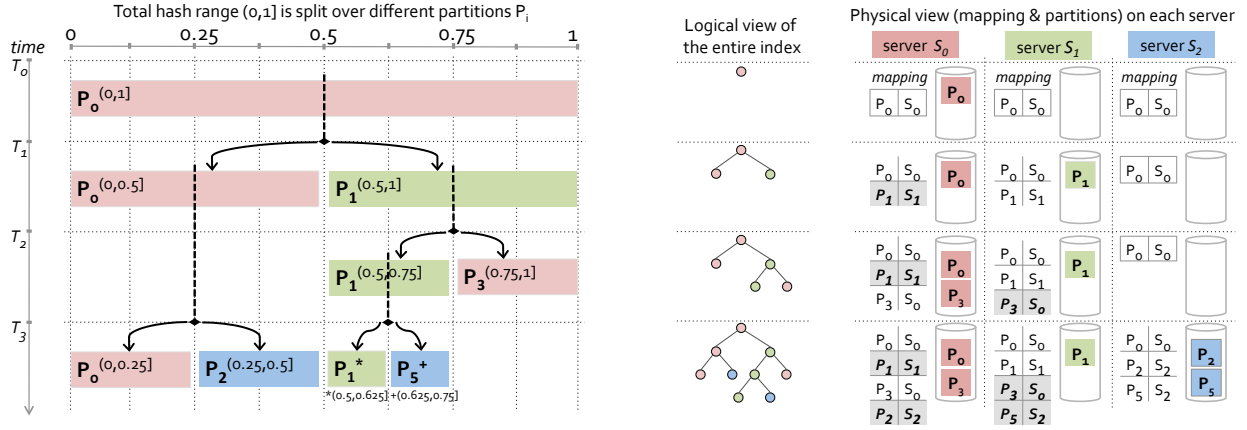 Total hash range (0,1] is split over different partitions Pᵢ
0 0.25 0.5 0.75 1
time
T₀
P₀(0,1]
T₁
P₀(0,0.5] P₁(0.5,1]
T₂
P₁(0.5,0.75] P₃(0.75,1]
T₃
P₀(0,0.25] P₂(0.25,0.5] P₁* P₅+
*(0.5,0.625] +(0.625,0.75]
Logical view of
the entire index
Physical view (mapping & partitions) on each server
server S₀ server S₁ server S₂
mapping mapping mapping
P₀ S₀ P₀ P₀ S₀ P₀ S₀
P₀ S₀ P₀ P₀ S₀ P₁ P₀ S₀
P₁ S₁ P₁ S₁
P₀ S₀ P₀ P₀ S₀ P₁ P₀ S₀
P₁ S₁ P₁ S₁
P₃ S₀ P₃ P₃ S₀
P₀ S₀ P₀ P₀ S₀ P₁ P₀ S₀ P₂
P₁ S₁ P₁ S₁ P₂ S₂
P₃ S₀ P₃ P₃ S₀ P₅ S₂ P₅
P₂ S₂ P₅ S₂